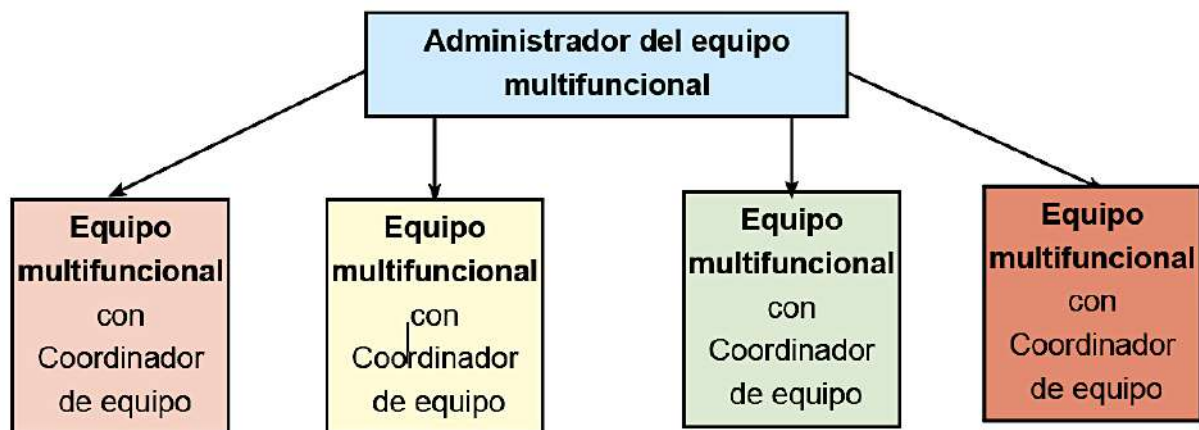 Administrador del equipo
multifuncional
Equipo
multifuncional
con
Coordinador
de equipo
Equipo
multifuncional
con
Coordinador
de equipo
Equipo
multifuncional
con
Coordinador
de equipo
Equipo
multifuncional
con
Coordinador
de equipo